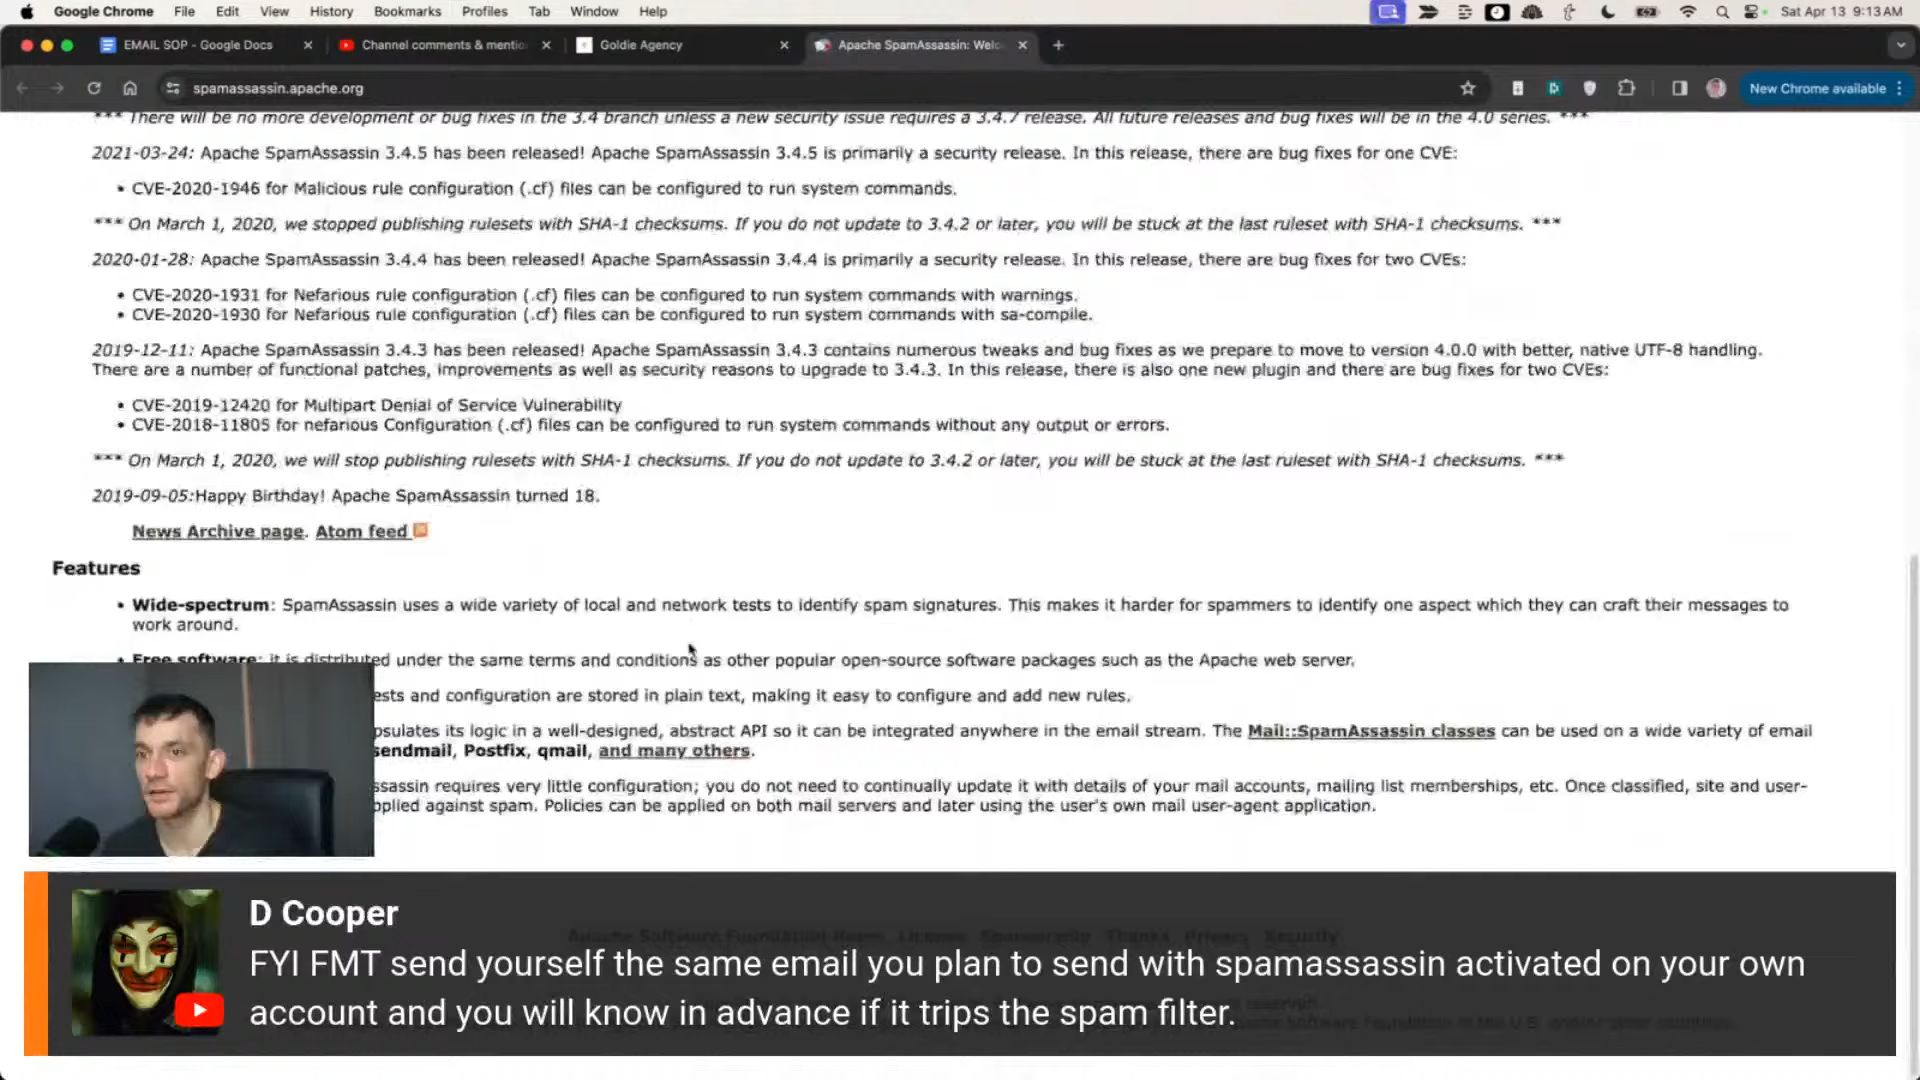 Google Chrome File Edit View History Bookmarks Profiles Tab Window Help Sat Apr 13 9:13 AM
EMAIL SOP - Google Docs Channel comments & mentio Goldie Agency Apache SpamAssassin: Welc
spamassassin.apache.org New Chrome available
*** There will be no more development or bug fixes in the 3.4 branch unless a new security issue requires a 3.4.7 release. All future releases and bug fixes will be in the 4.0 series. ***
2021-03-24: Apache SpamAssassin 3.4.5 has been released! Apache SpamAssassin 3.4.5 is primarily a security release. In this release, there are bug fixes for one CVE:
• CVE-2020-1946 for Malicious rule configuration (.cf) files can be configured to run system commands.
*** On March 1, 2020, we stopped publishing rulesets with SHA-1 checksums. If you do not update to 3.4.2 or later, you will be stuck at the last ruleset with SHA-1 checksums. ***
2020-01-28: Apache SpamAssassin 3.4.4 has been released! Apache SpamAssassin 3.4.4 is primarily a security release. In this release, there are bug fixes for two CVEs:
• CVE-2020-1931 for Nefarious rule configuration (.cf) files can be configured to run system commands with warnings.
• CVE-2020-1930 for Nefarious rule configuration (.cf) files can be configured to run system commands with sa-compile.
2019-12-11: Apache SpamAssassin 3.4.3 has been released! Apache SpamAssassin 3.4.3 contains numerous tweaks and bug fixes as we prepare to move to version 4.0.0 with better, native UTF-8 handling.
There are a number of functional patches, improvements as well as security reasons to upgrade to 3.4.3. In this release, there is also one new plugin and there are bug fixes for two CVEs:
• CVE-2019-12420 for Multipart Denial of Service Vulnerability
• CVE-2018-11805 for nefarious Configuration (.cf) files can be configured to run system commands without any output or errors.
*** On March 1, 2020, we will stop publishing rulesets with SHA-1 checksums. If you do not update to 3.4.2 or later, you will be stuck at the last ruleset with SHA-1 checksums. ***
2019-09-05:Happy Birthday! Apache SpamAssassin turned 18.
News Archive page. Atom feed
Features
• Wide-spectrum: SpamAssassin uses a wide variety of local and network tests to identify spam signatures. This makes it harder for spammers to identify one aspect which they can craft their messages to
work around.
• Free software: it is distributed under the same terms and conditions as other popular open-source software packages such as the Apache web server.
ests and configuration are stored in plain text, making it easy to configure and add new rules.
psulates its logic in a well-designed, abstract API so it can be integrated anywhere in the email stream. The Mail::SpamAssassin classes can be used on a wide variety of email
sendmail, Postfix, qmail, and many others.
ssassin requires very little configuration; you do not need to continually update it with details of your mail accounts, mailing list memberships, etc. Once classified, site and user-
pplied against spam. Policies can be applied on both mail servers and later using the user's own mail user-agent application.
D Cooper
FYI FMT send yourself the same email you plan to send with spamassassin activated on your own
account and you will know in advance if it trips the spam filter.